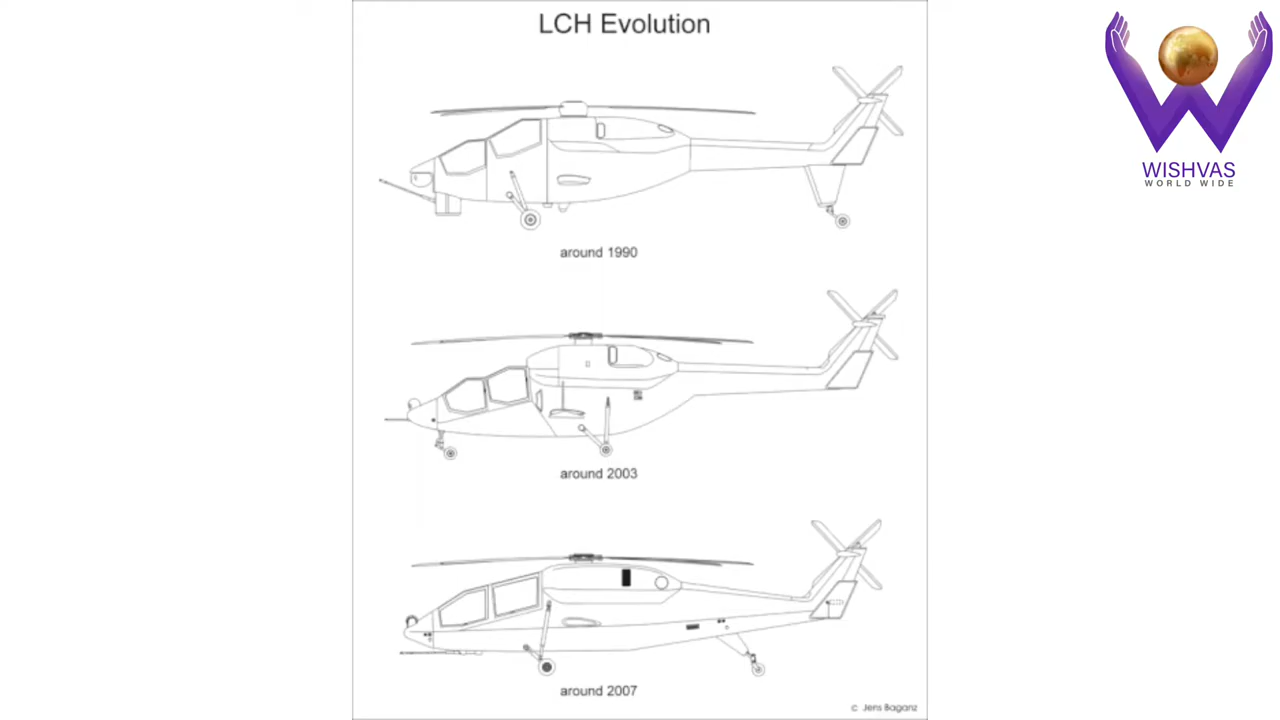 LCH Evolution
WISHVAS
WORLD WIDE
around 1990
around 2003
around 2007
© Jens Baganz